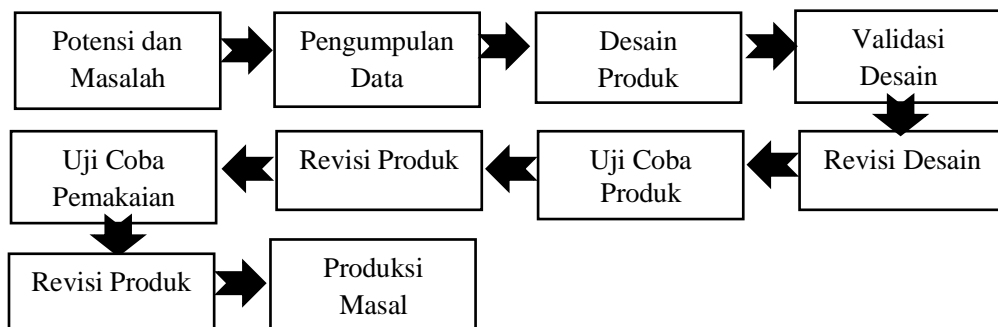 Potensi dan
Masalah
Pengumpulan
Data
Desain
Produk
Validasi
Desain
Revisi Desain
Uji Coba
Produk
Revisi Produk
Uji Coba
Pemakaian
Revisi Produk
Produksi
Masal